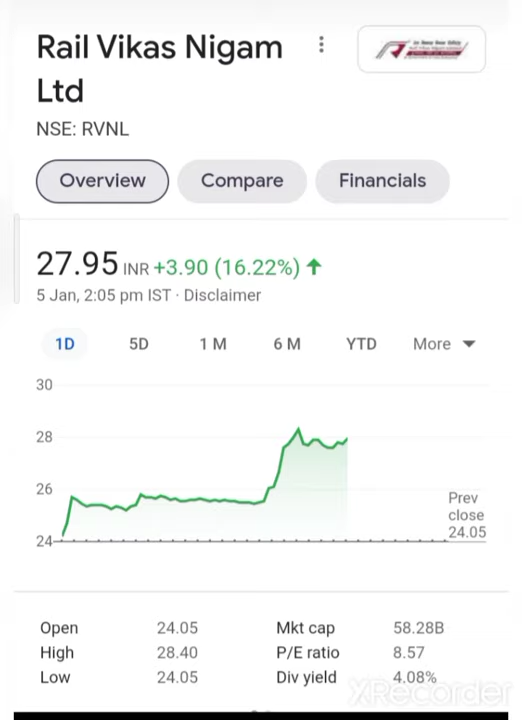 Rail Vikas Nigam
Ltd
NSE: RVNL
Overview
Compare
Financials
27.95 INR +3.90 (16.22%) ↑
5 Jan, 2:05 pm IST · Disclaimer
1D 5D 1 M 6 M YTD More
30
28
26
24
Prev
close
24.05
Open 24.05 Mkt cap 58.28B
High 28.40 P/E ratio 8.57
Low 24.05 Div yield 4.08%
XRecorder